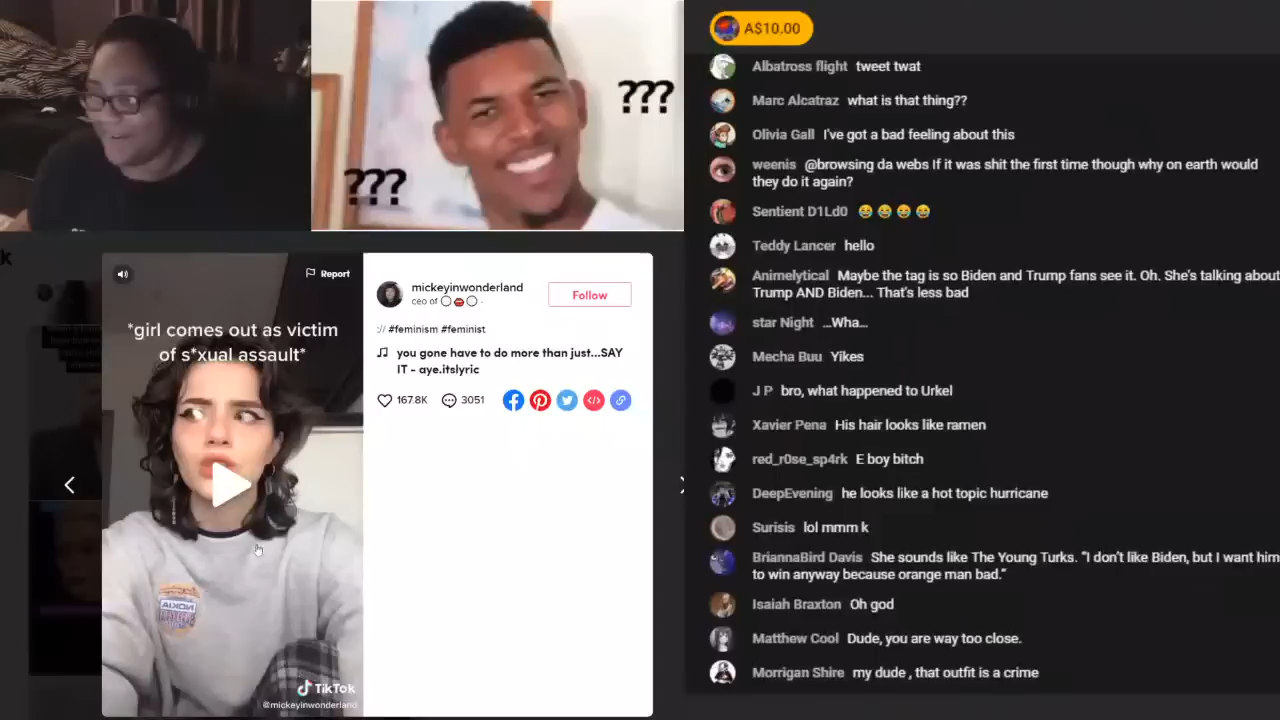 ???
???
k
Report
*girl comes out as victim
of s*xual assault*
NOKIA
TikTok
@mickeyinwonderland
mickeyinwonderland
ceo of
Follow
:// #feminism #feminist
you gone have to do more than just...SAY
IT - aye.itslyric
167.8K 3051
A$10.00
Albatross flight tweet twat
Marc Alcatraz what is that thing??
Olivia Gall I've got a bad feeling about this
weenis @browsing da webs If it was shit the first time though why on earth would
they do it again?
Sentient D1Ld0 😂 😂 😂 😂
Teddy Lancer hello
Animelytical Maybe the tag is so Biden and Trump fans see it. Oh. She's talking about
Trump AND Biden... That's less bad
star Night ...Wha...
Mecha Buu Yikes
J P bro, what happened to Urkel
Xavier Pena His hair looks like ramen
red_r0se_sp4rk E boy bitch
DeepEvening he looks like a hot topic hurricane
Surisis lol mmm k
BriannaBird Davis She sounds like The Young Turks. “I don’t like Biden, but I want him
to win anyway because orange man bad.”
Isaiah Braxton Oh god
Matthew Cool Dude, you are way too close.
Morrigan Shire my dude , that outfit is a crime